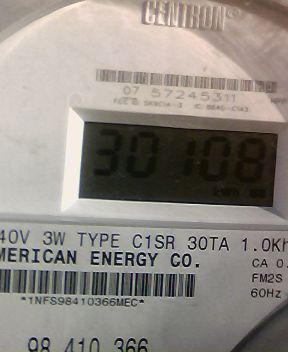 CENTRON®
07 57245311
30108
kWh
40V 3W TYPE C1SR 30TA 1.0Kh
MERICAN ENERGY CO.
CA 0.
FM2S
60Hz
*1NFS98410366MEC*
98 410 366